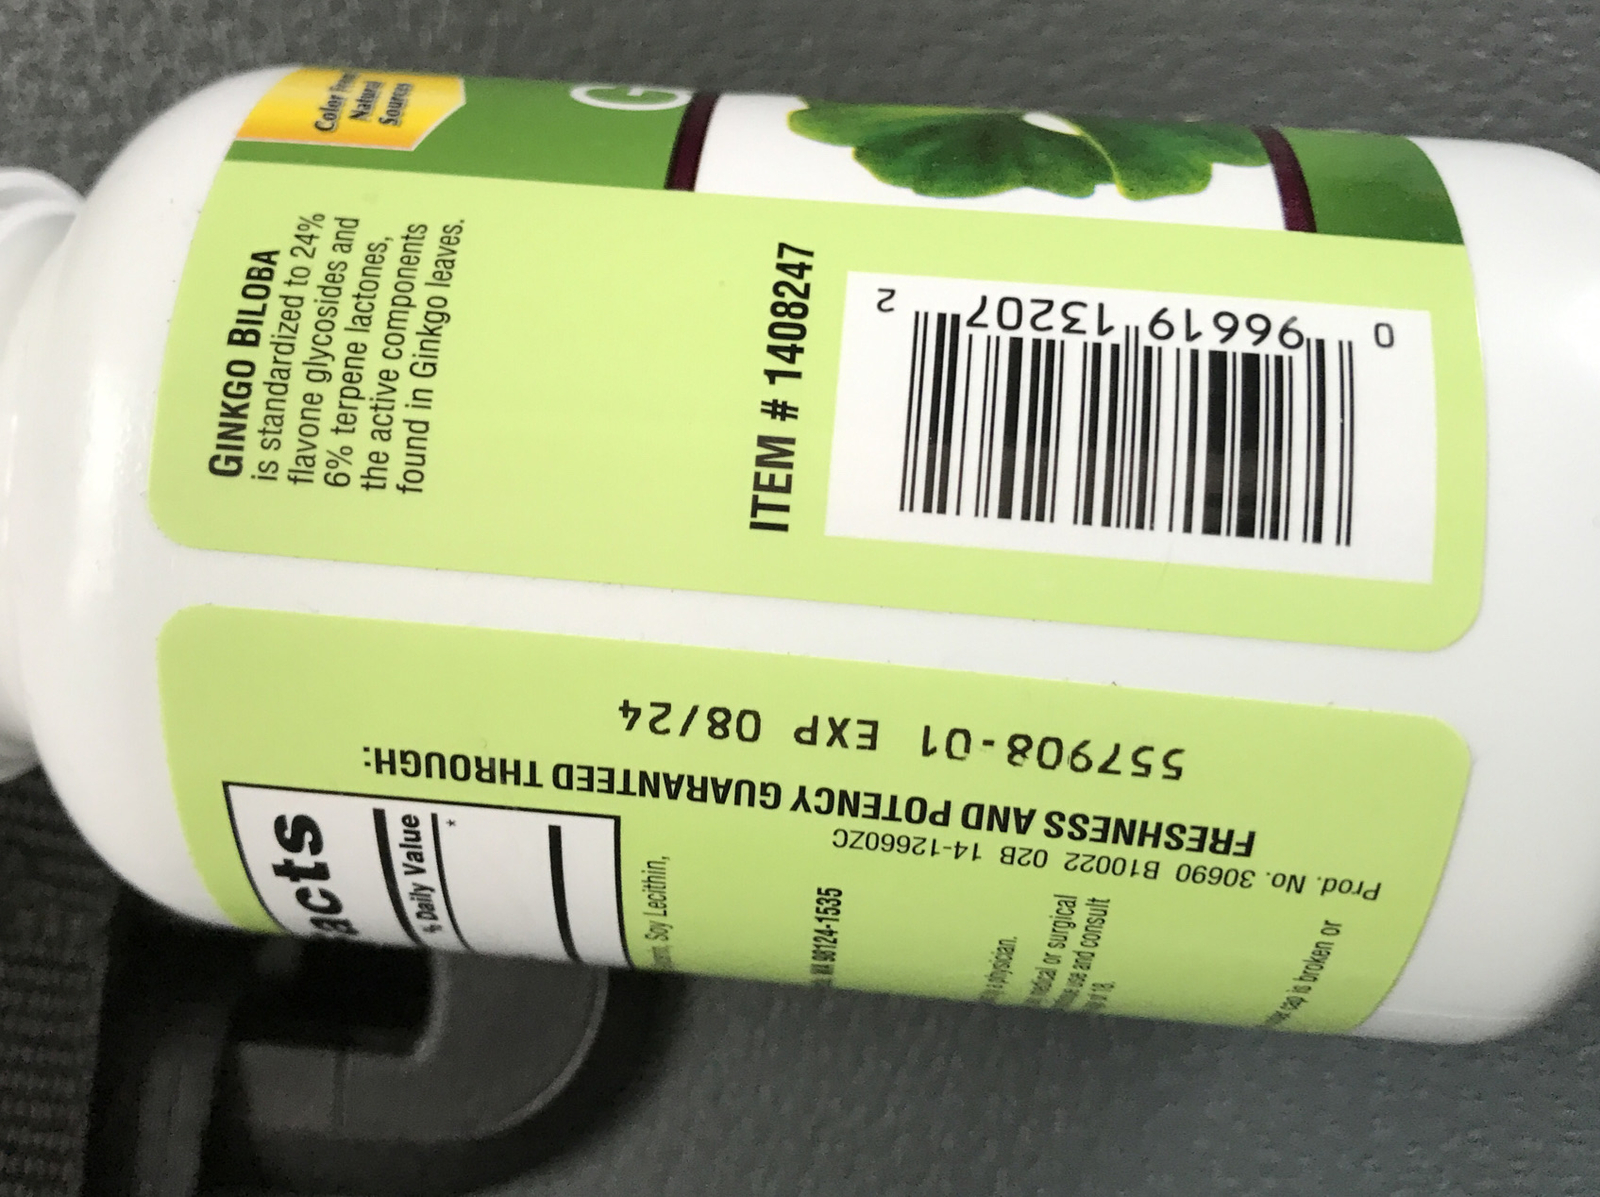 Color From
Natural
Sources
G
GINKGO BILOBA
is standardized to 24%
flavone glycosides and
6% terpene lactones,
the active components
found in Ginkgo leaves.
ITEM # 1408247
0 96619 13207 2
557908-01 EXP 08/24
FRESHNESS AND POTENCY GUARANTEED THROUGH:
Prod. No. 30690 B10022 02B 14-12660ZC
acts
% Daily Value
*
Soy Lecithin,
WA 98124-1535
a physician.
medical or surgical
use and consult
of 18.
cap is broken or